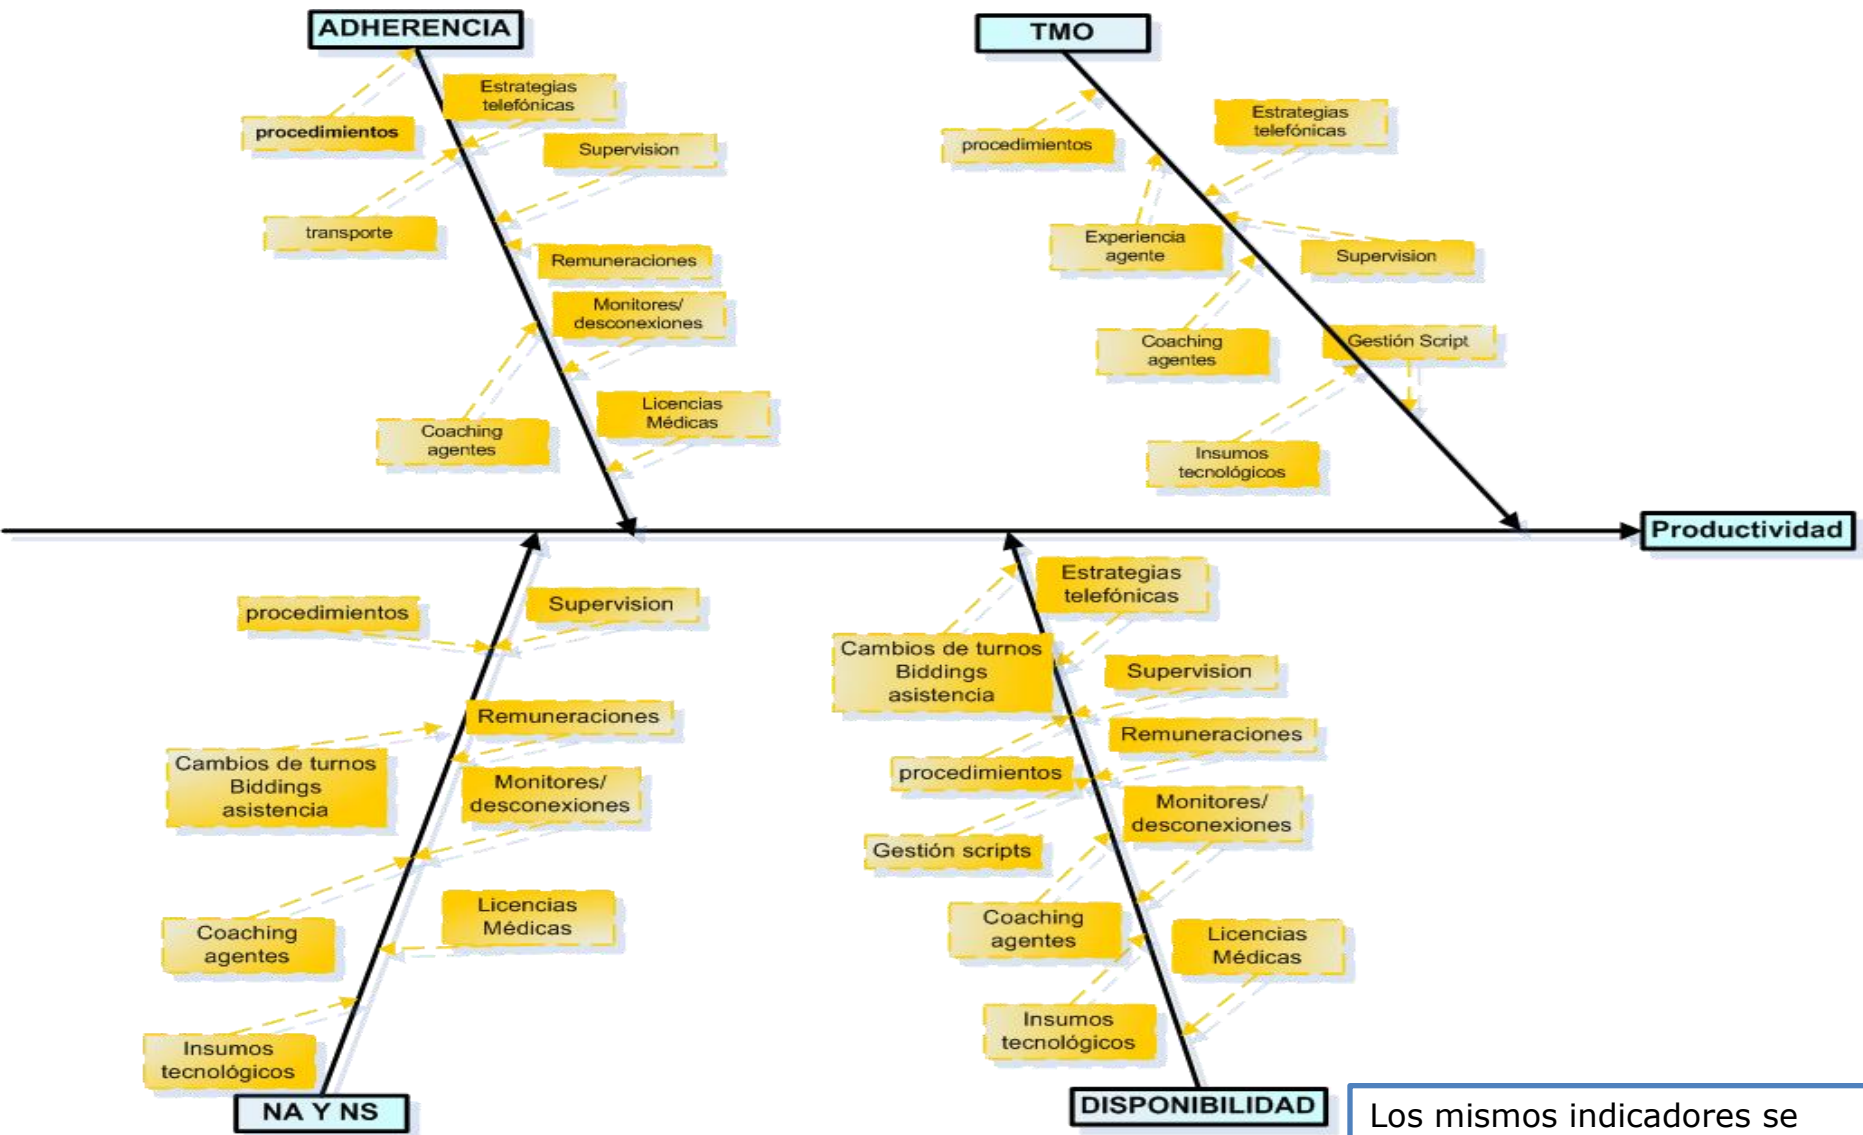 ADHERENCIA
procedimientos
Estrategias
telefónicas
Supervision
transporte
Remuneraciones
Monitores/
desconexiones
Licencias
Médicas
Coaching
agentes
TMO
procedimientos
Estrategias
telefónicas
Experiencia
agente
Supervision
Coaching
agentes
Gestión Script
Insumos
tecnológicos
Productividad
procedimientos
Supervision
Remuneraciones
Cambios de turnos
Biddings
asistencia
Monitores/
desconexiones
Coaching
agentes
Licencias
Médicas
Insumos
tecnológicos
NA Y NS
Estrategias
telefónicas
Cambios de turnos
Biddings
asistencia
Supervision
Remuneraciones
procedimientos
Monitores/
desconexiones
Gestión scripts
Coaching
agentes
Licencias
Médicas
Insumos
tecnológicos
DISPONIBILIDAD
Los mismos indicadores se